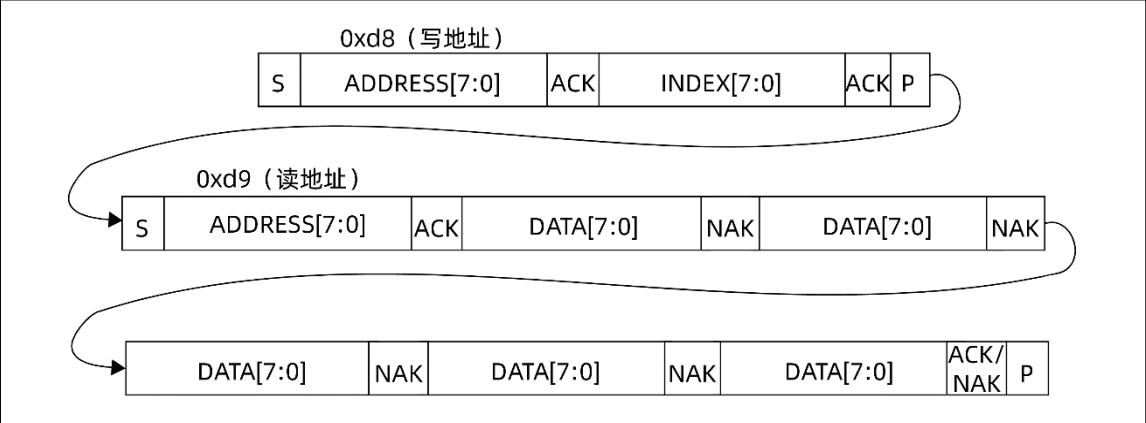 0xd8（写地址）
S ADDRESS[7:0] ACK INDEX[7:0] ACK P
0xd9（读地址）
S ADDRESS[7:0] ACK DATA[7:0] NAK DATA[7:0] NAK
DATA[7:0] NAK DATA[7:0] NAK DATA[7:0] ACK/
NAK P